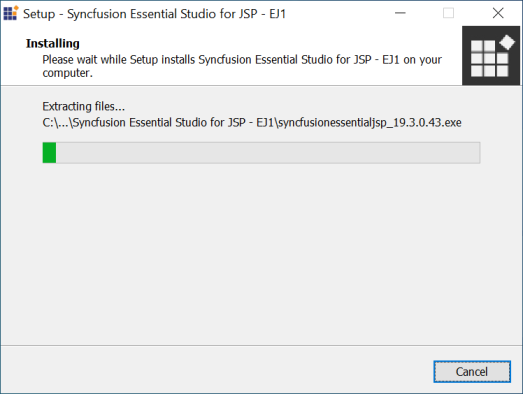 Setup - Syncfusion Essential Studio for JSP - EJ1
Installing
Please wait while Setup installs Syncfusion Essential Studio for JSP - EJ1 on your
computer.
Extracting files...
C:\...\Syncfusion Essential Studio for JSP - EJ1\syncfusionessentialjsp_19.3.0.43.exe
Cancel